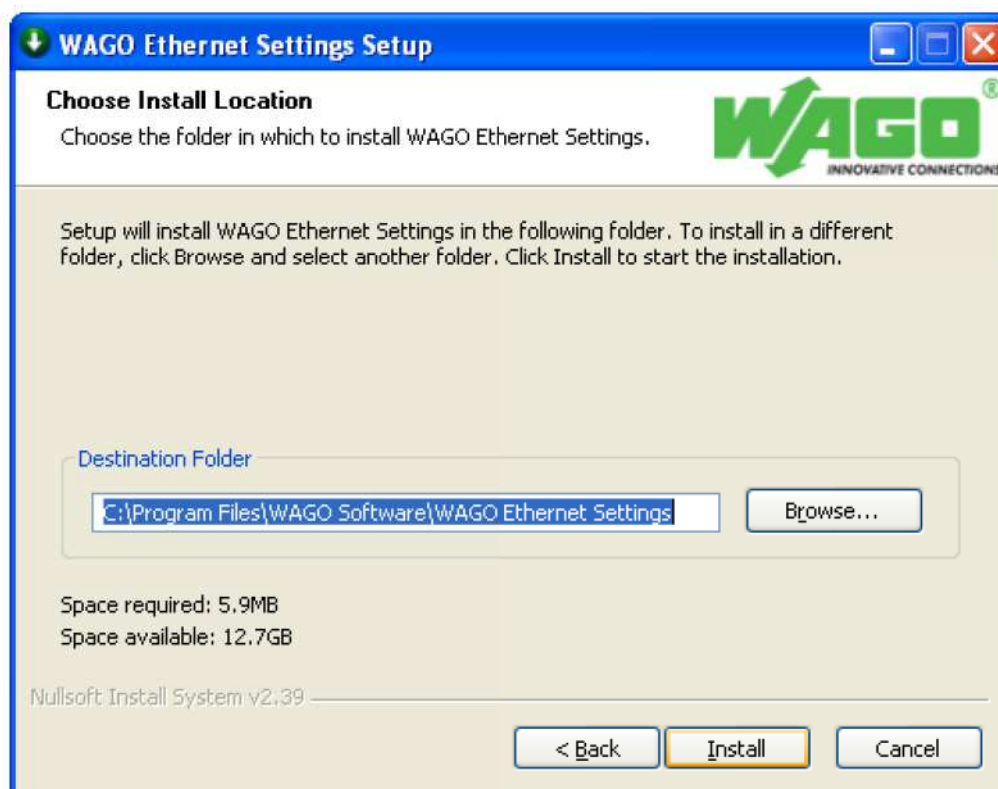 WAGO Ethernet Settings Setup
Choose Install Location
Choose the folder in which to install WAGO Ethernet Settings.
WAGO®
INNOVATIVE CONNECTIONS
Setup will install WAGO Ethernet Settings in the following folder. To install in a different
folder, click Browse and select another folder. Click Install to start the installation.
Destination Folder
C:\Program Files\WAGO Software\WAGO Ethernet Settings
Browse...
Space required: 5.9MB
Space available: 12.7GB
Nullsoft Install System v2.39
< Back
Install
Cancel